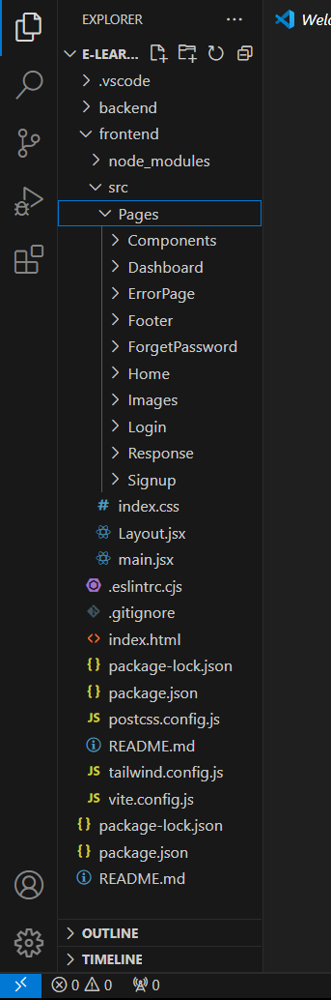 EXPLORER
Welc
E-LEAR...
.vscode
backend
frontend
node_modules
src
Pages
Components
Dashboard
ErrorPage
Footer
ForgetPassword
Home
Images
Login
Response
Signup
# index.css
Layout.jsx
main.jsx
.eslintrc.cjs
.gitignore
<> index.html
{} package-lock.json
{} package.json
JS postcss.config.js
README.md
JS tailwind.config.js
JS vite.config.js
{} package-lock.json
{} package.json
README.md
OUTLINE
TIMELINE
0 0 0